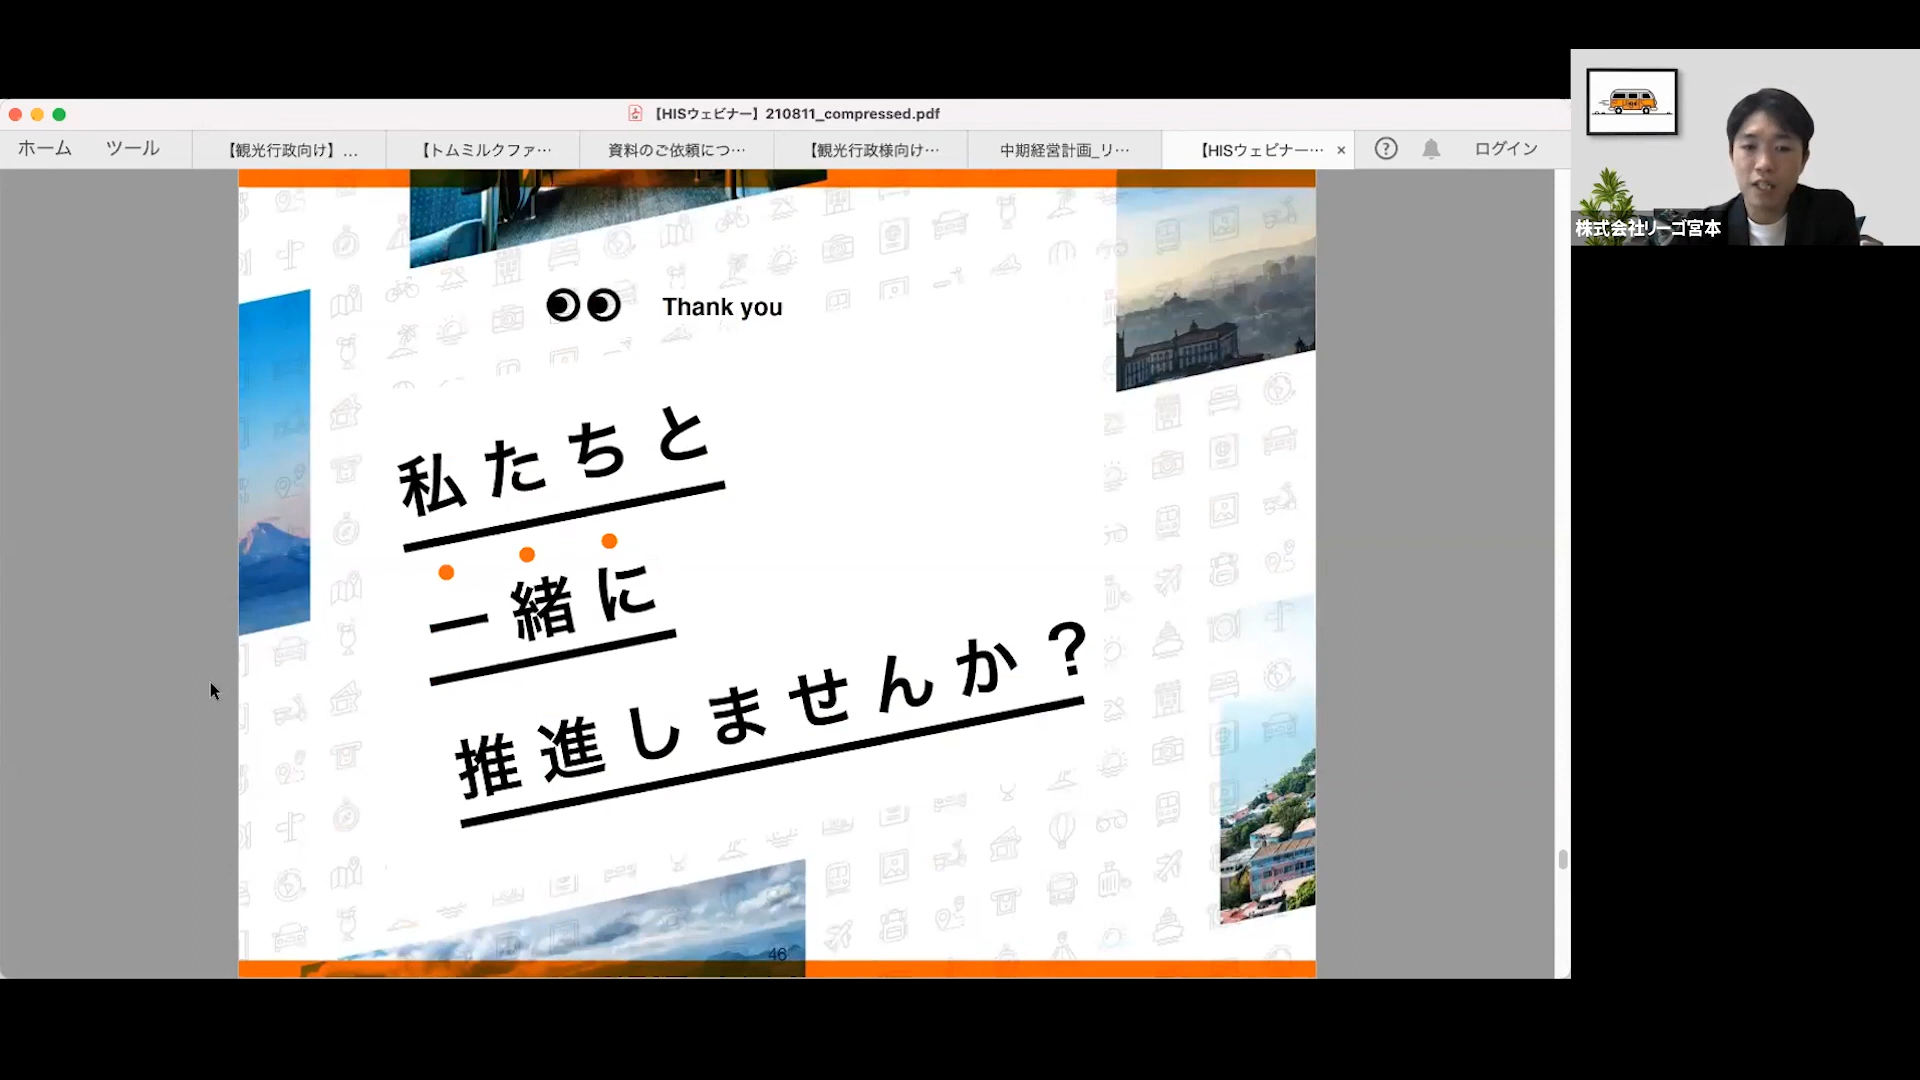 【HISウェビナー】210811_compressed.pdf
ホーム ツール 【観光行政向け】... 【トムミルクファ... 資料のご依頼につ... 【観光行政様向け... 中期経営計画_リ... 【HISウェビナー... × ? ログイン
株式会社リーゴ宮本
Thank you
私たちと
一緒に
推進しませんか?
46